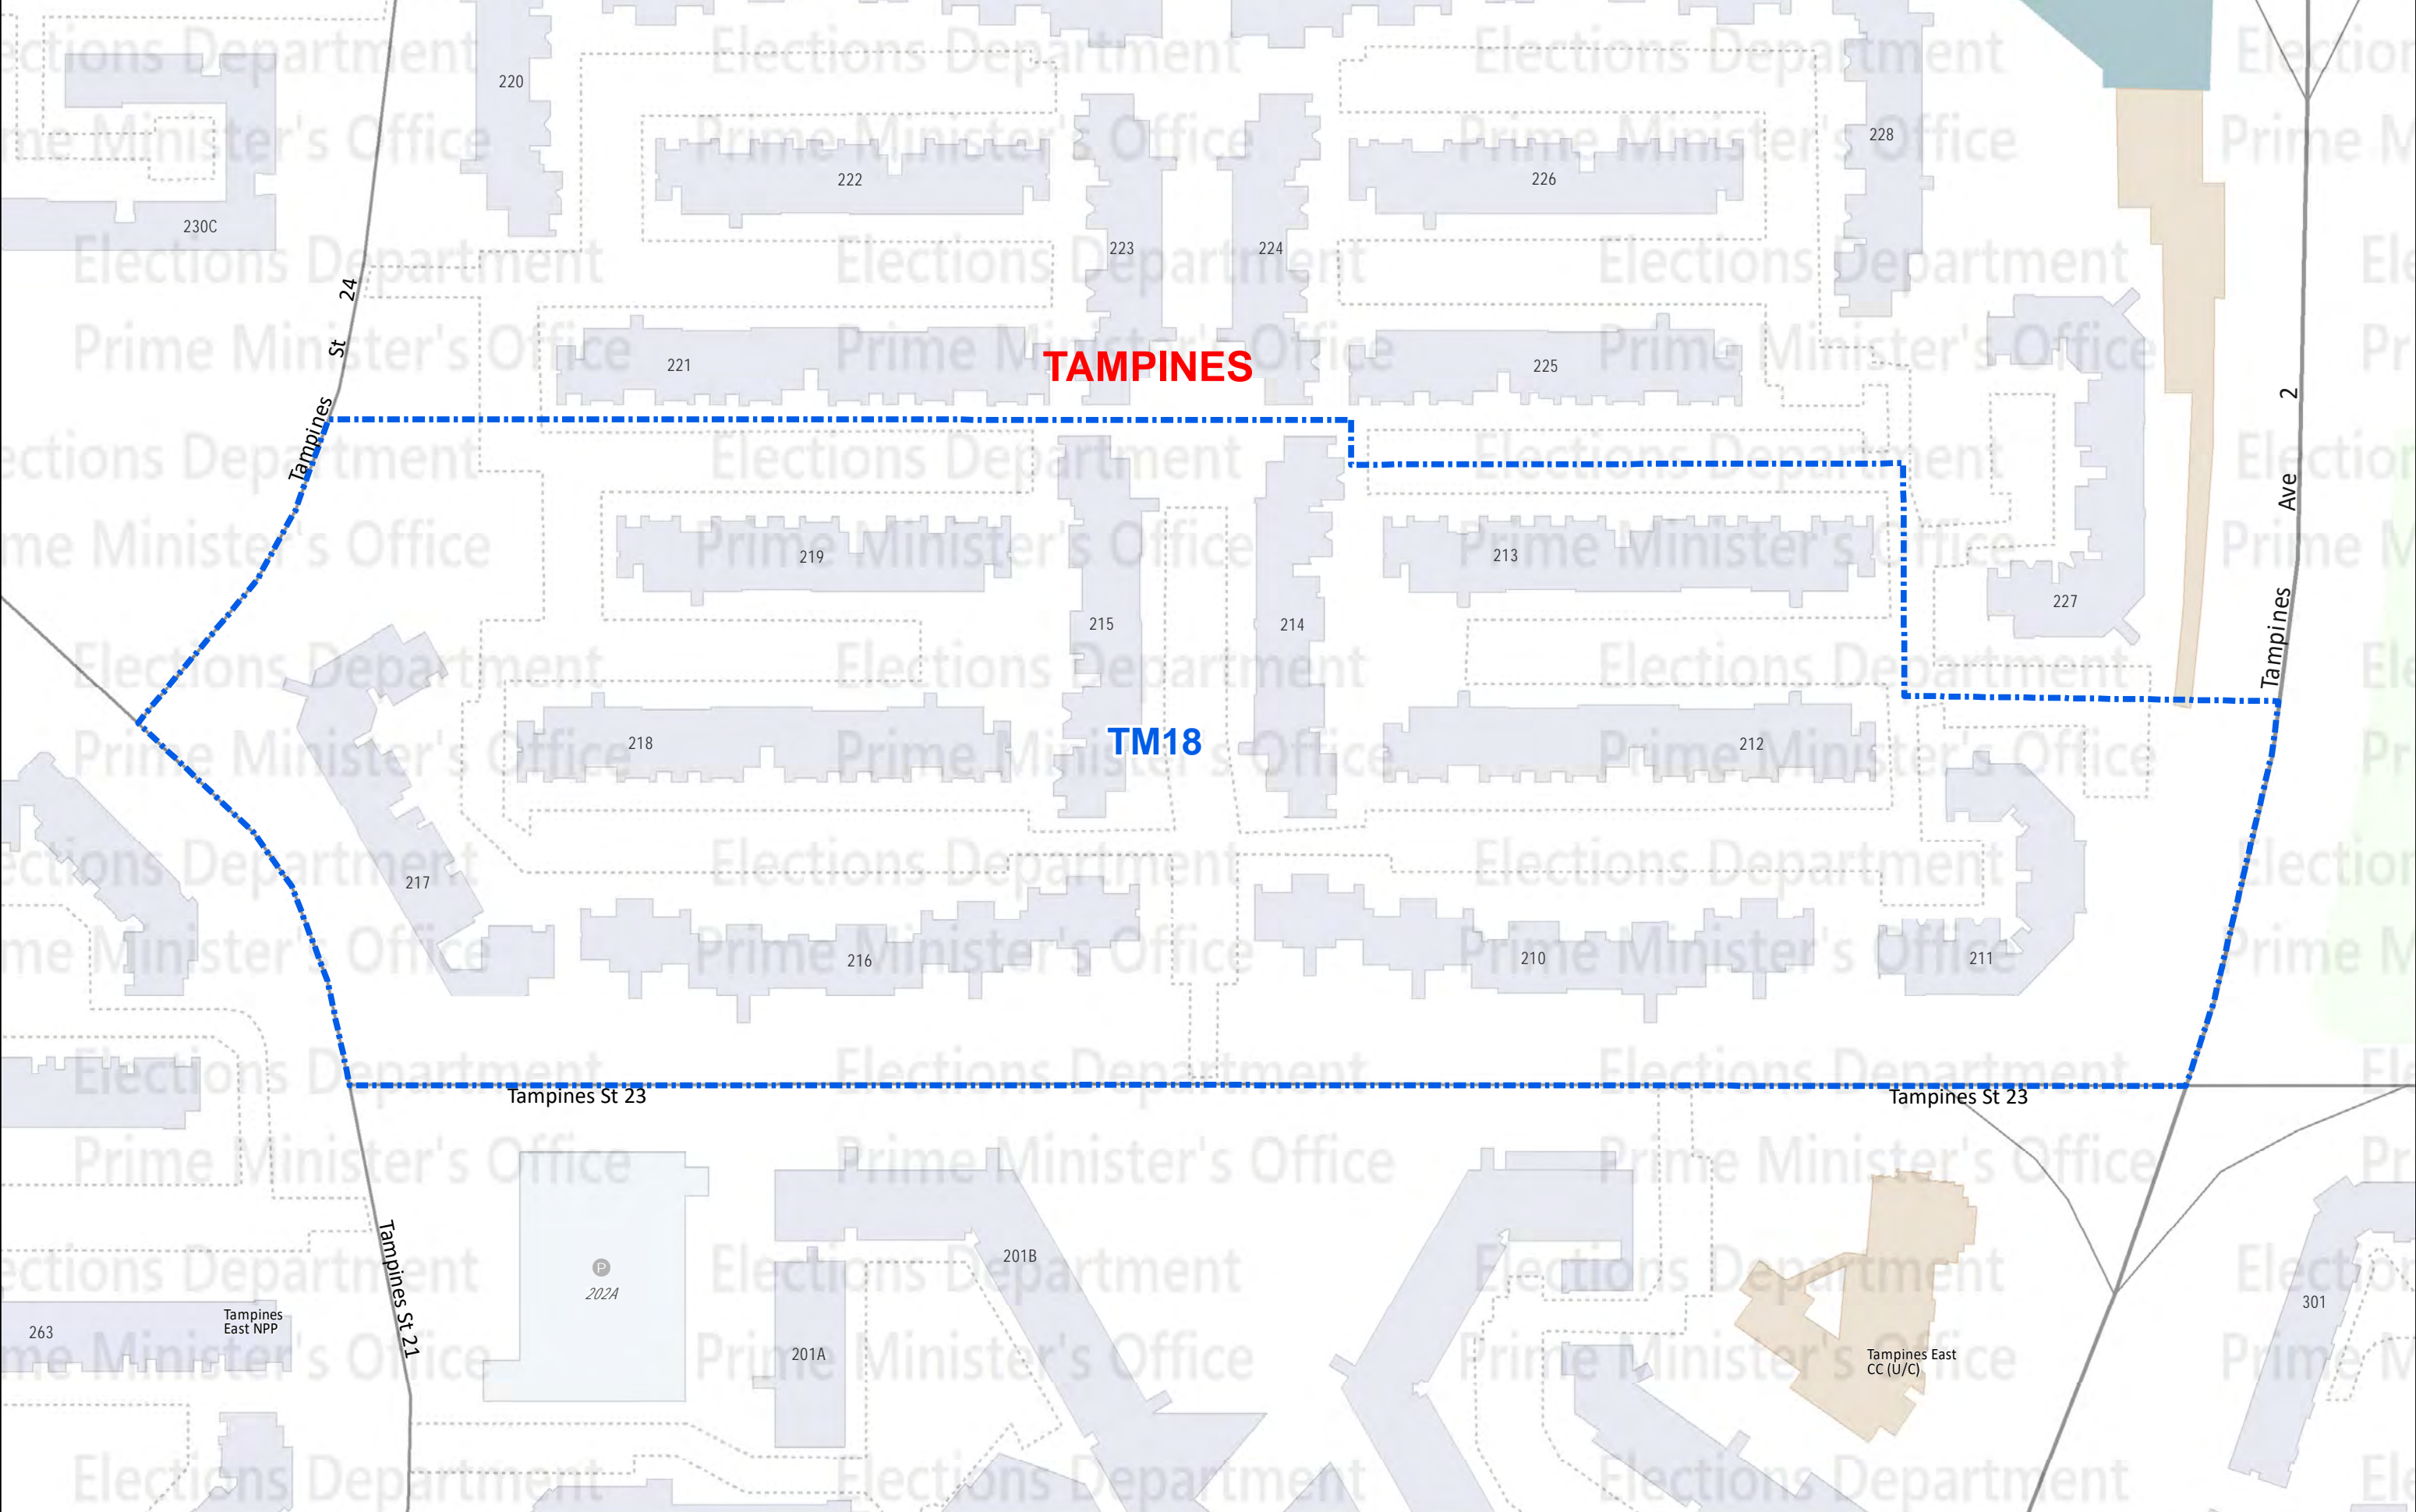 220
228
222
226
230C
223
224
Tampines St 24
221
TAMPINES
225
Tampines Ave 2
219
213
227
215
214
218
TM18
212
217
216
210
211
Tampines St 23
Tampines St 23
Tampines St 21
P
202A
201B
201A
263
Tampines
East NPP
Tampines East
CC (U/C)
301
Elections Department
Prime Minister's Office